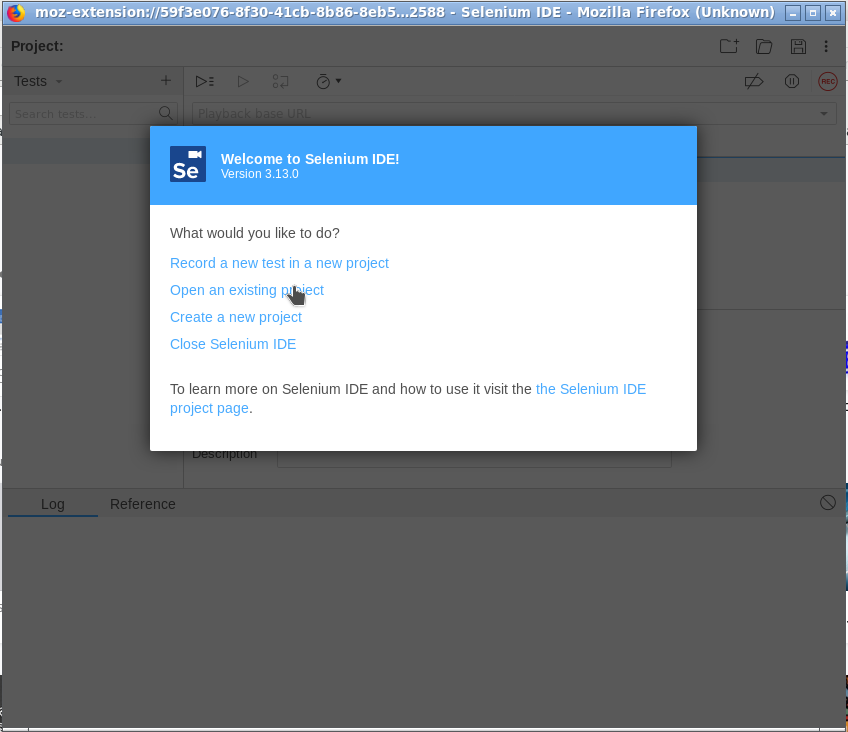 moz-extension://59f3e076-8f30-41cb-8b86-8eb5...2588 - Selenium IDE - Mozilla Firefox (Unknown)
Project:
Tests
REC
Search tests...
Playback base URL
Se
Welcome to Selenium IDE!
Version 3.13.0
What would you like to do?
Record a new test in a new project
Open an existing project
Create a new project
Close Selenium IDE
To learn more on Selenium IDE and how to use it visit the the Selenium IDE
project page.
Description
Log
Reference